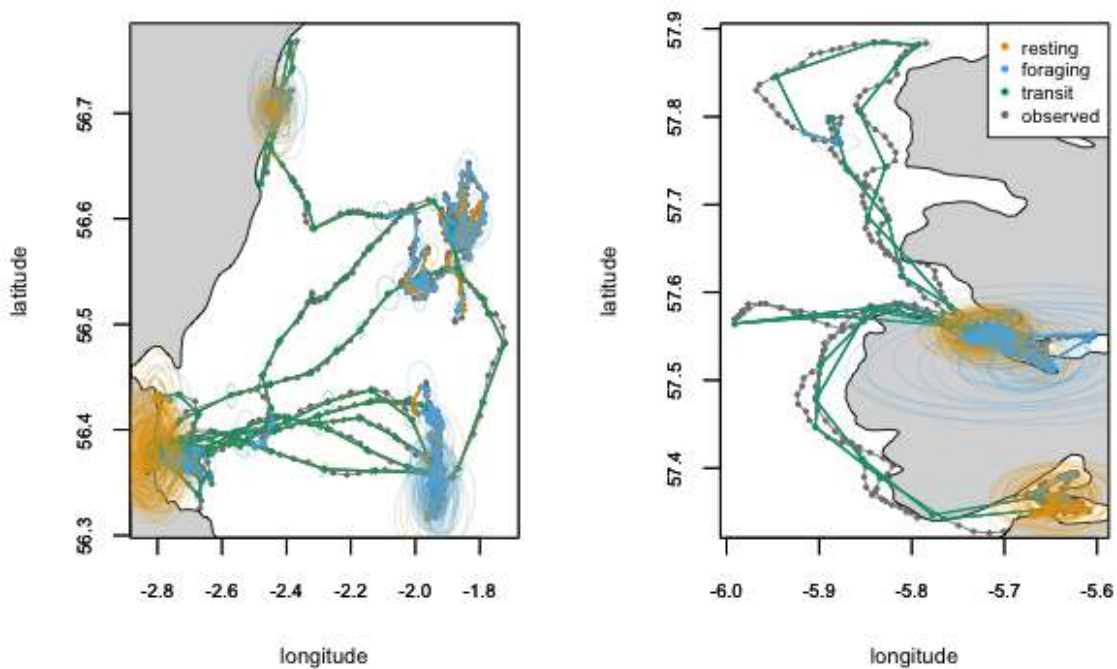 56.7
56.6
56.5
56.4
56.3
latitude
-2.8
-2.6
-2.4
-2.2
-2.0
-1.8
longitude
57.9
57.8
57.7
57.6
57.5
57.4
latitude
resting
foraging
transit
observed
-6.0
-5.9
-5.8
-5.7
-5.6
longitude